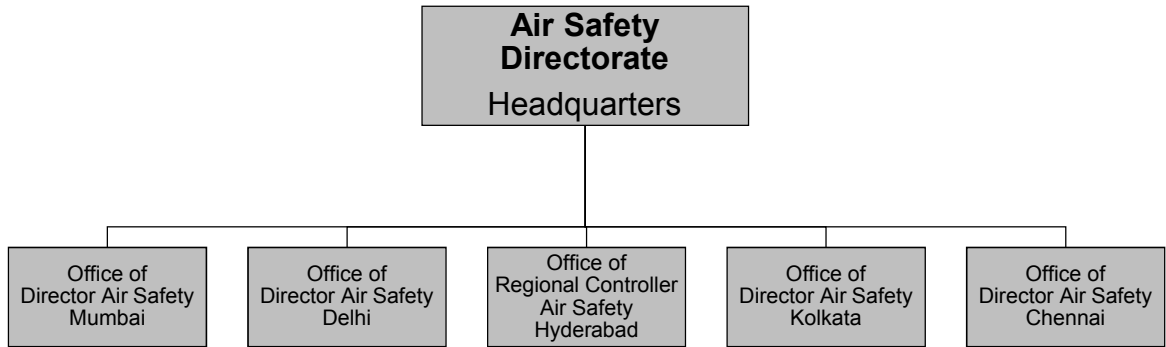 Air Safety
Directorate
Headquarters
Office of
Director Air Safety
Mumbai
Office of
Director Air Safety
Delhi
Office of
Regional Controller
Air Safety
Hyderabad
Office of
Director Air Safety
Kolkata
Office of
Director Air Safety
Chennai